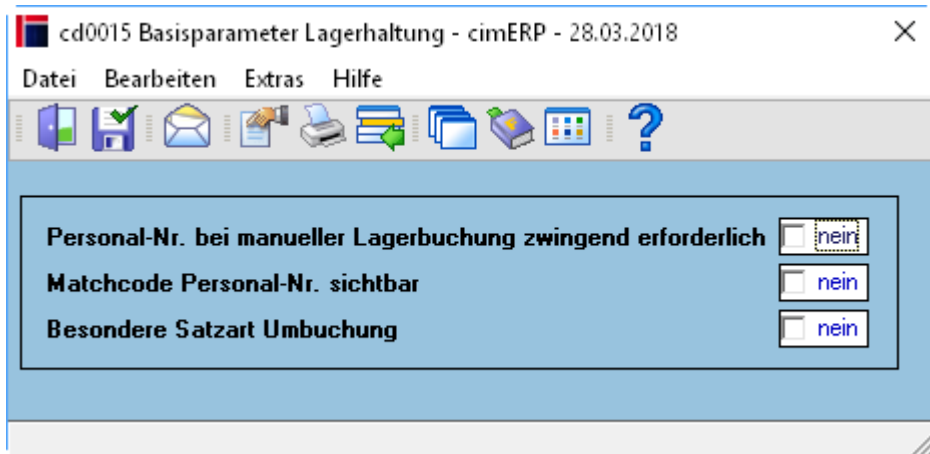 cd0015 Basisparameter Lagerhaltung - cimERP - 28.03.2018
Datei Bearbeiten Extras Hilfe
Personal-Nr. bei manueller Lagerbuchung zwingend erforderlich nein
Matchcode Personal-Nr. sichtbar nein
Besondere Satzart Umbuchung nein